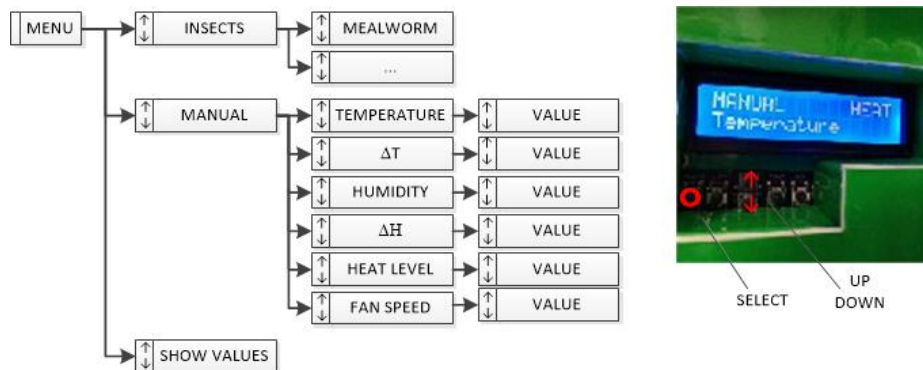 MENU
INSECTS
MEALWORM
...
MANUAL
TEMPERATURE
VALUE
ΔT
VALUE
HUMIDITY
VALUE
ΔH
VALUE
HEAT LEVEL
VALUE
FAN SPEED
VALUE
SHOW VALUES
MANUAL HEAT
Temperature
SELECT
UP
DOWN